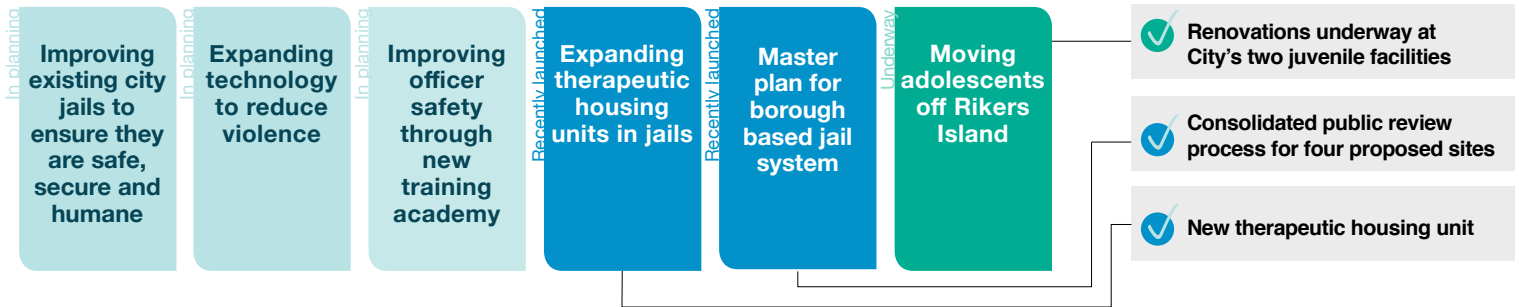 In planning
Improving
existing city
jails to
ensure they
are safe,
secure and
humane
In planning
Expanding
technology
to reduce
violence
In planning
Improving
officer
safety
through
new
training
academy
Recently launched
Expanding
therapeutic
housing
units in jails
Recently launched
Master
plan for
borough
based jail
system
Underway
Moving
adolescents
off Rikers
Island
Renovations underway at
City’s two juvenile facilities
Consolidated public review
process for four proposed sites
New therapeutic housing unit